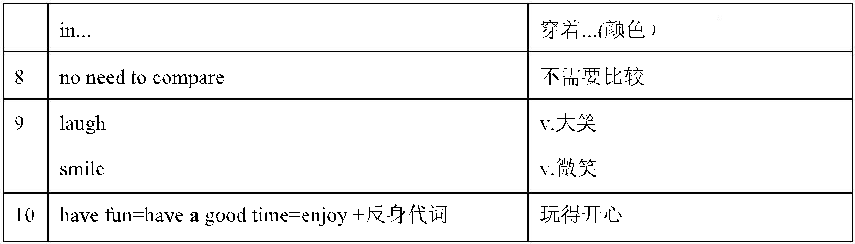 in... 穿着...(颜色）
8 no need to compare 不需要比较
9 laugh v.大笑
smile v.微笑
10 have fun=have a good time=enjoy +反身代词 玩得开心